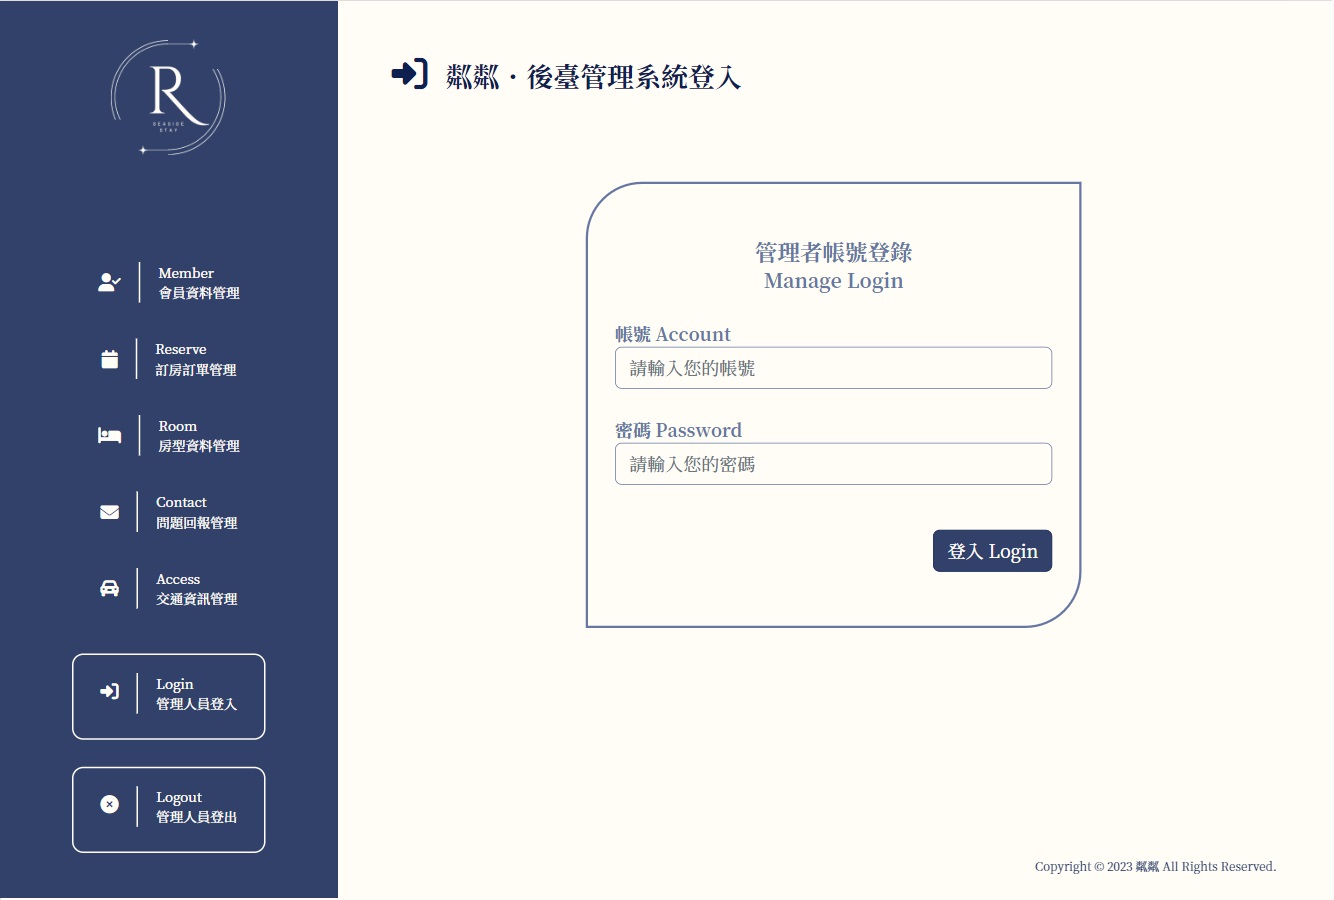 R
SEASIDE
STAY
Member
會員資料管理
Reserve
訂房訂單管理
Room
房型資料管理
Contact
問題回報管理
Access
交通資訊管理
Login
管理人員登入
Logout
管理人員登出
粼粼・後臺管理系統登入
管理者帳號登錄
Manage Login
帳號 Account
請輸入您的帳號
密碼 Password
請輸入您的密碼
登入 Login
Copyright © 2023 粼粼 All Rights Reserved.